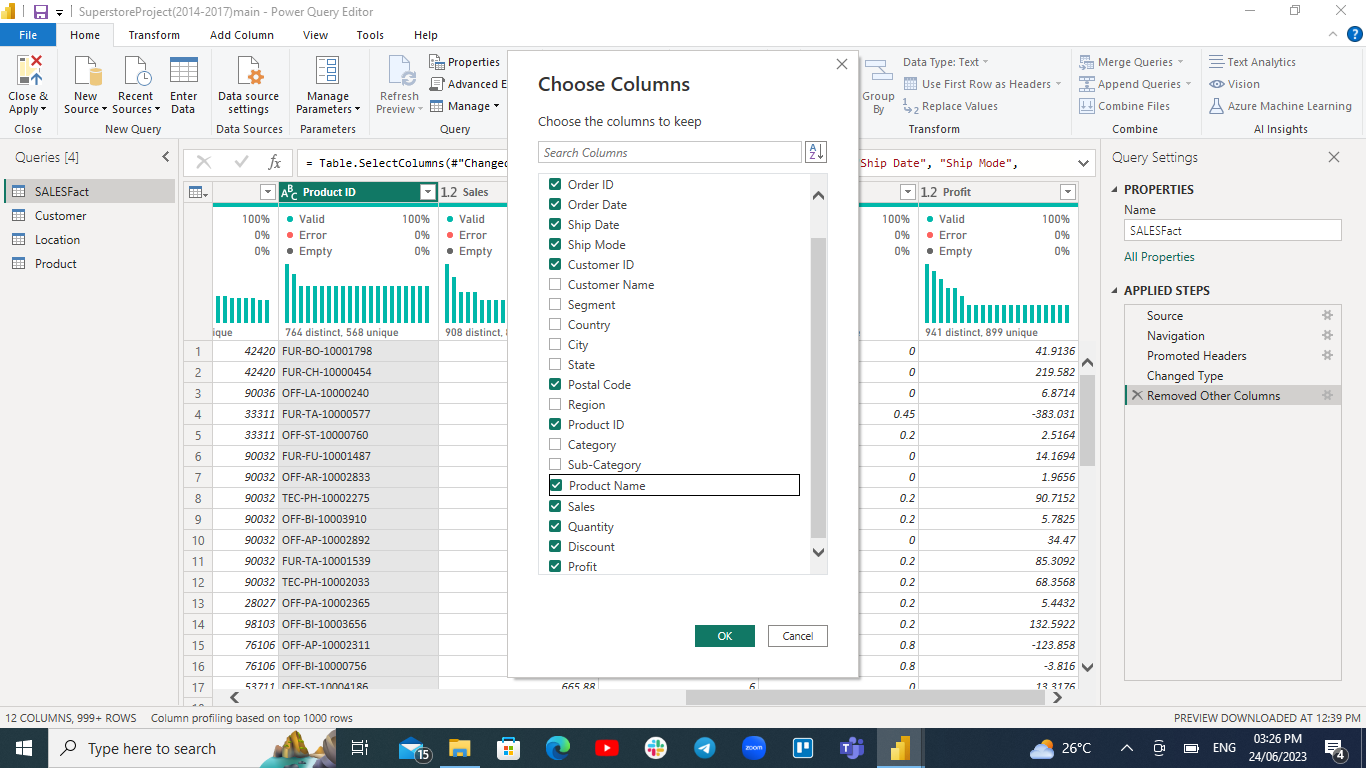 SuperstoreProject(2014-2017)main - Power Query Editor
File Home Transform Add Column View Tools Help
Close & Apply
Close
New Source
Recent Sources
Enter Data
New Query
Data source settings
Data Sources
Manage Parameters
Parameters
Refresh Preview
Properties
Advanced E
Manage
Query
Group By
Data Type: Text
Use First Row as Headers
Replace Values
Transform
Merge Queries
Append Queries
Combine Files
Combine
Text Analytics
Vision
Azure Machine Learning
AI Insights
Queries [4]
SALESFact
Customer
Location
Product
fx
= Table.SelectColumns(#"Changed
Ship Date", "Ship Mode",
Product ID 1.2 Sales 1.2 Profit
100% Valid 100% Valid 100% Valid 100%
0% Error 0% Error 0% Error 0%
0% Empty 0% Empty 0% Empty 0%
ique 764 distinct, 568 unique 908 distinct, 941 distinct, 899 unique
1 42420 FUR-BO-10001798 0 41.9136
2 42420 FUR-CH-10000454 0 219.582
3 90036 OFF-LA-10000240 0 6.8714
4 33311 FUR-TA-10000577 0.45 -383.031
5 33311 OFF-ST-10000760 0.2 2.5164
6 90032 FUR-FU-10001487 0 14.1694
7 90032 OFF-AR-10002833 0 1.9656
8 90032 TEC-PH-10002275 0.2 90.7152
9 90032 OFF-BI-10003910 0.2 5.7825
10 90032 OFF-AP-10002892 0 34.47
11 90032 FUR-TA-10001539 0.2 85.3092
12 90032 TEC-PH-10002033 0.2 68.3568
13 28027 OFF-PA-10002365 0.2 5.4432
14 98103 OFF-BI-10003656 0.2 132.5922
15 76106 OFF-AP-10002311 0.8 -123.858
16 76106 OFF-BI-10000756 0.8 -3.816
17 53711 OFF-ST-10004186 665.88 6 0 13.3176
Choose Columns
Choose the columns to keep
Search Columns
Order ID
Order Date
Ship Date
Ship Mode
Customer ID
Customer Name
Segment
Country
City
State
Postal Code
Region
Product ID
Category
Sub-Category
Product Name
Sales
Quantity
Discount
Profit
OK Cancel
Query Settings
PROPERTIES
Name
SALESFact
All Properties
APPLIED STEPS
Source
Navigation
Promoted Headers
Changed Type
Removed Other Columns
12 COLUMNS, 999+ ROWS Column profiling based on top 1000 rows
PREVIEW DOWNLOADED AT 12:39 PM
Type here to search
15
zoom
26°C
ENG
03:26 PM
24/06/2023
4